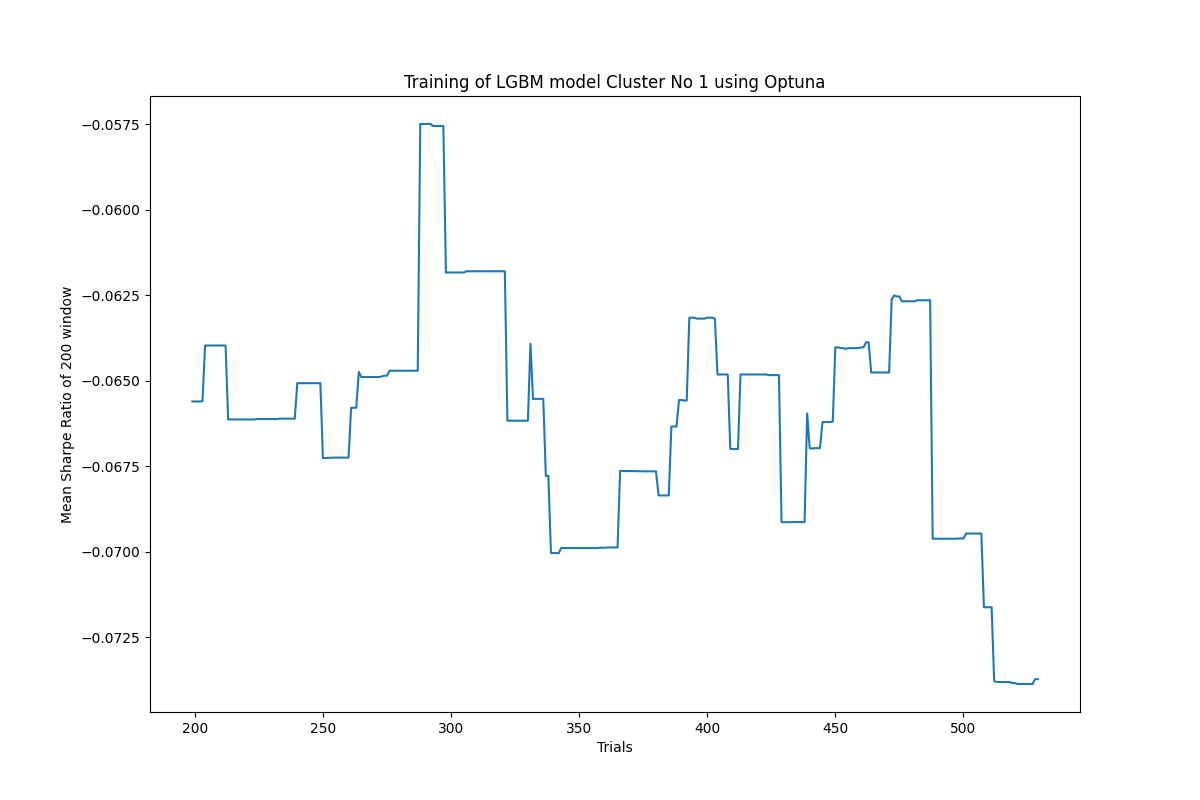 Training of LGBM model Cluster No 1 using Optuna
−0.0575
−0.0600
−0.0625
−0.0650
−0.0675
−0.0700
−0.0725
Mean Sharpe Ratio of 200 window
200 250 300 350 400 450 500
Trials